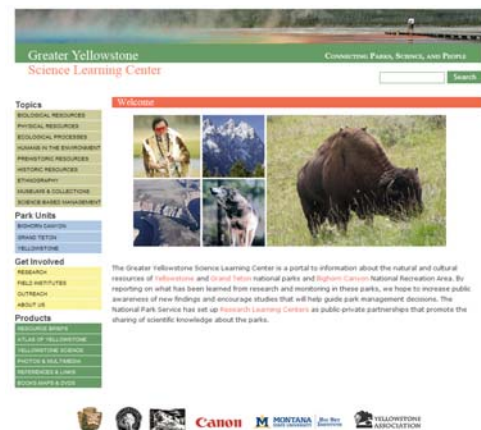 Greater Yellowstone
Science Learning Center
Connecting Parks, Science, and People
Search
Topics
BIOLOGICAL RESOURCES
PHYSICAL RESOURCES
ECOLOGICAL PROCESSES
HUMANS IN THE ENVIRONMENT
PREHISTORIC RESOURCES
HISTORIC RESOURCES
ETHNOGRAPHY
MUSEUMS & COLLECTIONS
SCIENCE-BASED MANAGEMENT
Park Units
BIGHORN CANYON
GRAND TETON
YELLOWSTONE
Get Involved
RESEARCH
FIELD INSTITUTES
OUTREACH
ABOUT US
Products
RESOURCE BRIEFS
ATLAS OF YELLOWSTONE
YELLOWSTONE SCIENCE
PHOTOS & MULTIMEDIA
REFERENCES & LINKS
BOOKS MAPS & DVDS
Welcome
The Greater Yellowstone Science Learning Center is a portal to information about the natural and cultural
resources of Yellowstone and Grand Teton national parks and Bighorn Canyon National Recreation Area. By
reporting on what has been learned from research and monitoring in these parks, we hope to increase public
awareness of new findings and encourage studies that will help guide park management decisions. The
National Park Service has set up Research Learning Centers as public-private partnerships that promote the
sharing of scientific knowledge about the parks.
Canon
M MONTANA
STATE UNIVERSITY
Big Sky
Institute
YELLOWSTONE
ASSOCIATION